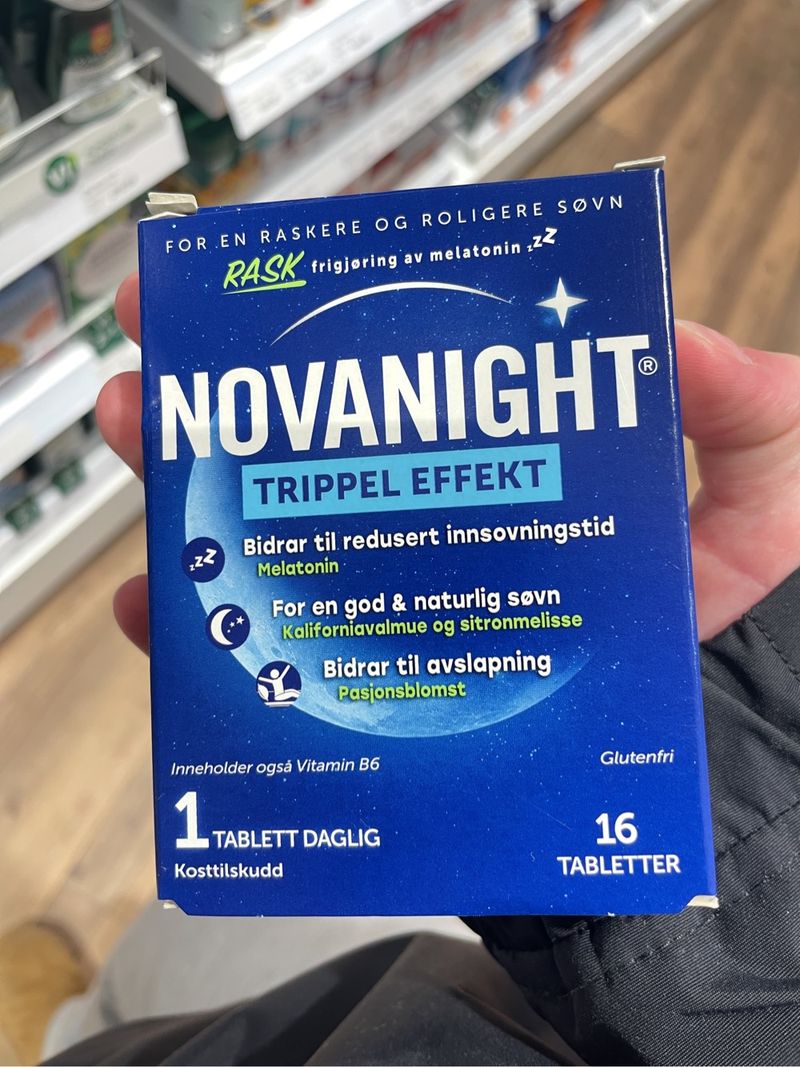 FOR EN RASKERE OG ROLIGERE SØVN
RASK frigjøring av melatonin zzZ
NOVANIGHT®
TRIPPEL EFFEKT
zzZ
Bidrar til redusert innsovningstid
Melatonin
For en god & naturlig søvn
Kaliforniavalmue og sitronmelisse
Bidrar til avslapning
Pasjonsblomst
Inneholder også Vitamin B6
Glutenfri
1 TABLETT DAGLIG
Kosttilskudd
16
TABLETTER